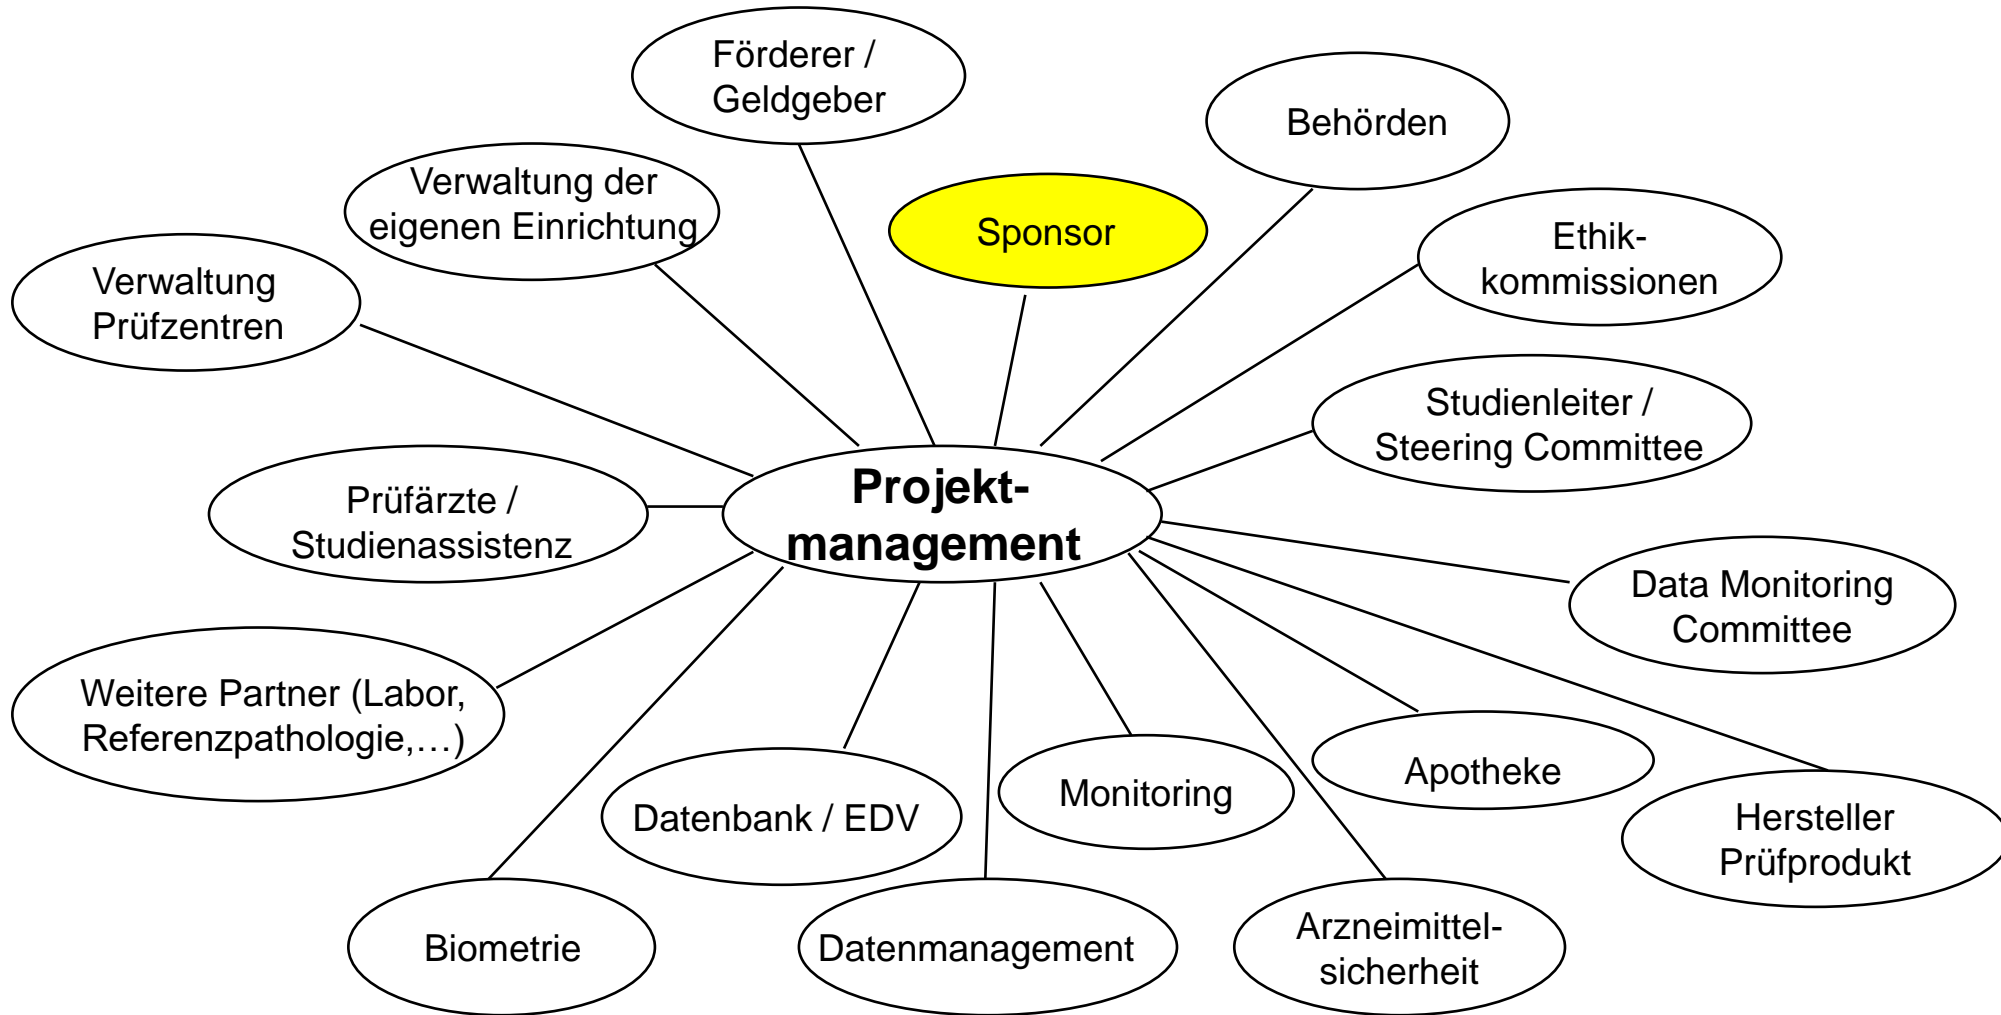 Förderer /
Geldgeber
Behörden
Verwaltung der
eigenen Einrichtung
Sponsor
Ethik-
kommissionen
Verwaltung
Prüfzentren
Studienleiter /
Steering Committee
Projekt-
management
Prüfärzte /
Studienassistenz
Data Monitoring
Committee
Weitere Partner (Labor,
Referenzpathologie,…)
Datenbank / EDV
Monitoring
Apotheke
Hersteller
Prüfprodukt
Biometrie
Datenmanagement
Arzneimittel-
sicherheit